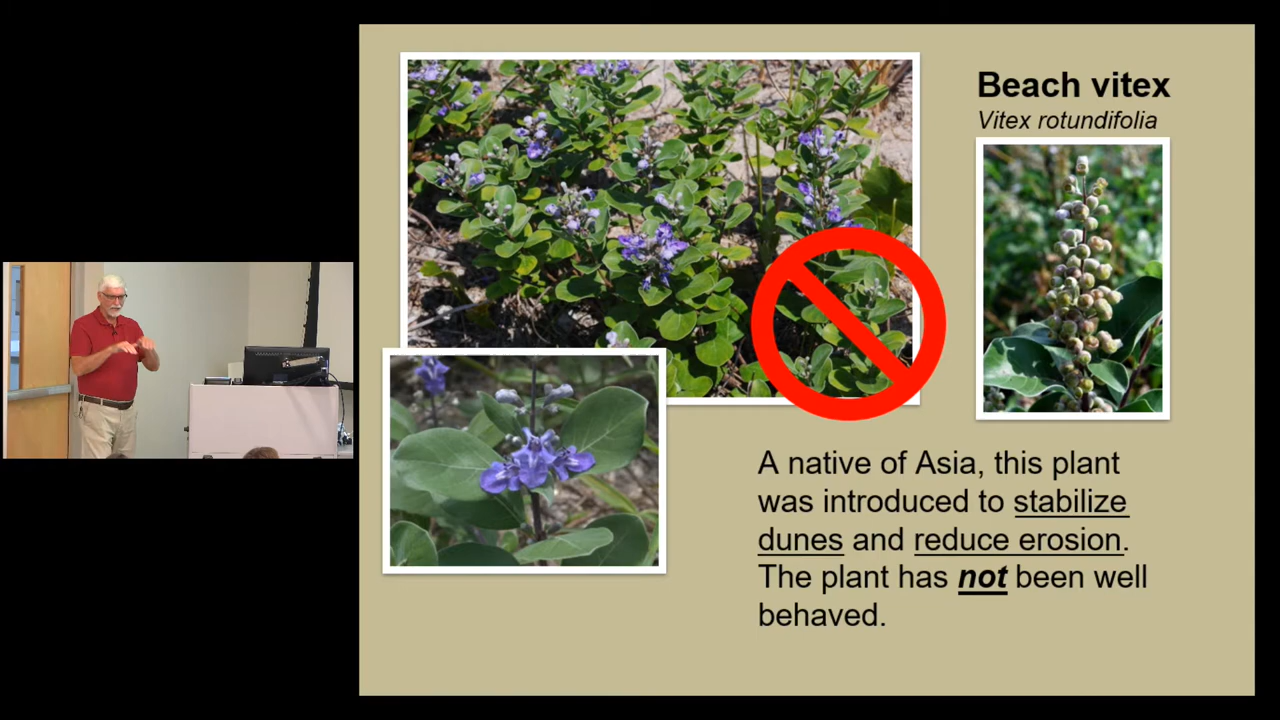 Beach vitex
Vitex rotundifolia
A native of Asia, this plant
was introduced to stabilize
dunes and reduce erosion.
The plant has not been well
behaved.